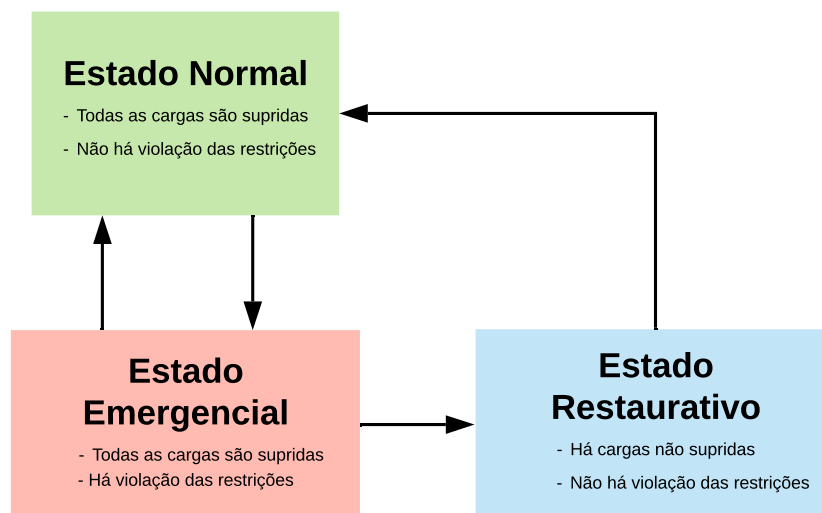 Estado Normal
- Todas as cargas são supridas
- Não há violação das restrições
Estado
Emergencial
- Todas as cargas são supridas
- Há violação das restrições
Estado
Restaurativo
- Há cargas não supridas
- Não há violação das restrições